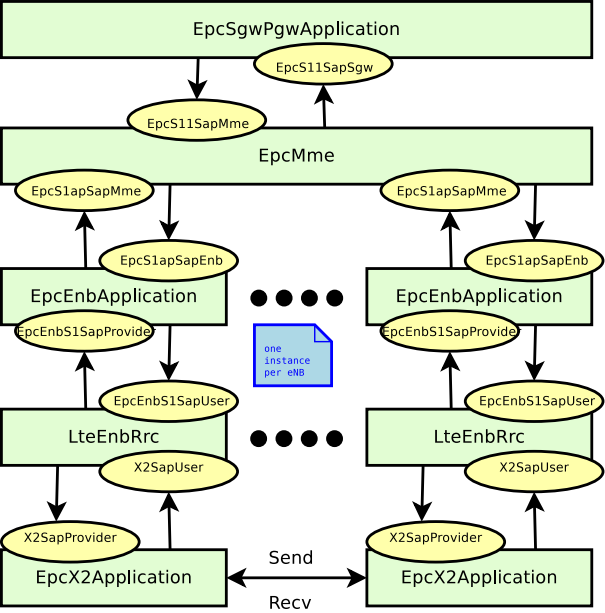 EpcSgwPgwApplication
EpcS11SapSgw
EpcS11SapMme
EpcMme
EpcS1apSapMme
EpcS1apSapMme
EpcS1apSapEnb
EpcS1apSapEnb
EpcEnbApplication
EpcEnbApplication
EpcEnbS1SapProvider
EpcEnbS1SapProvider
one
instance
per eNB
EpcEnbS1SapUser
EpcEnbS1SapUser
LteEnbRrc
LteEnbRrc
X2SapUser
X2SapUser
X2SapProvider
X2SapProvider
Send
EpcX2Application
EpcX2Application
Recv